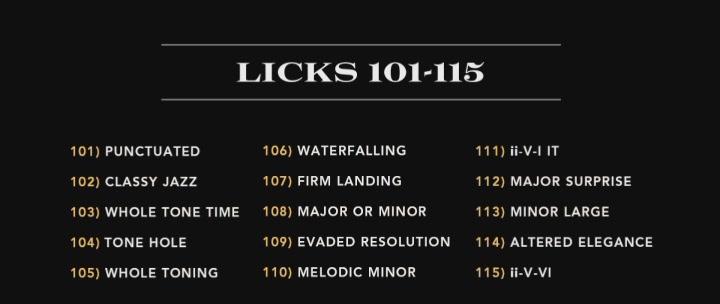 LICKS 101-115
101) PUNCTUATED
102) CLASSY JAZZ
103) WHOLE TONE TIME
104) TONE HOLE
105) WHOLE TONING
106) WATERFALLING
107) FIRM LANDING
108) MAJOR OR MINOR
109) EVADED RESOLUTION
110) MELODIC MINOR
111) ii-V-I IT
112) MAJOR SURPRISE
113) MINOR LARGE
114) ALTERED ELEGANCE
115) ii-V-VI